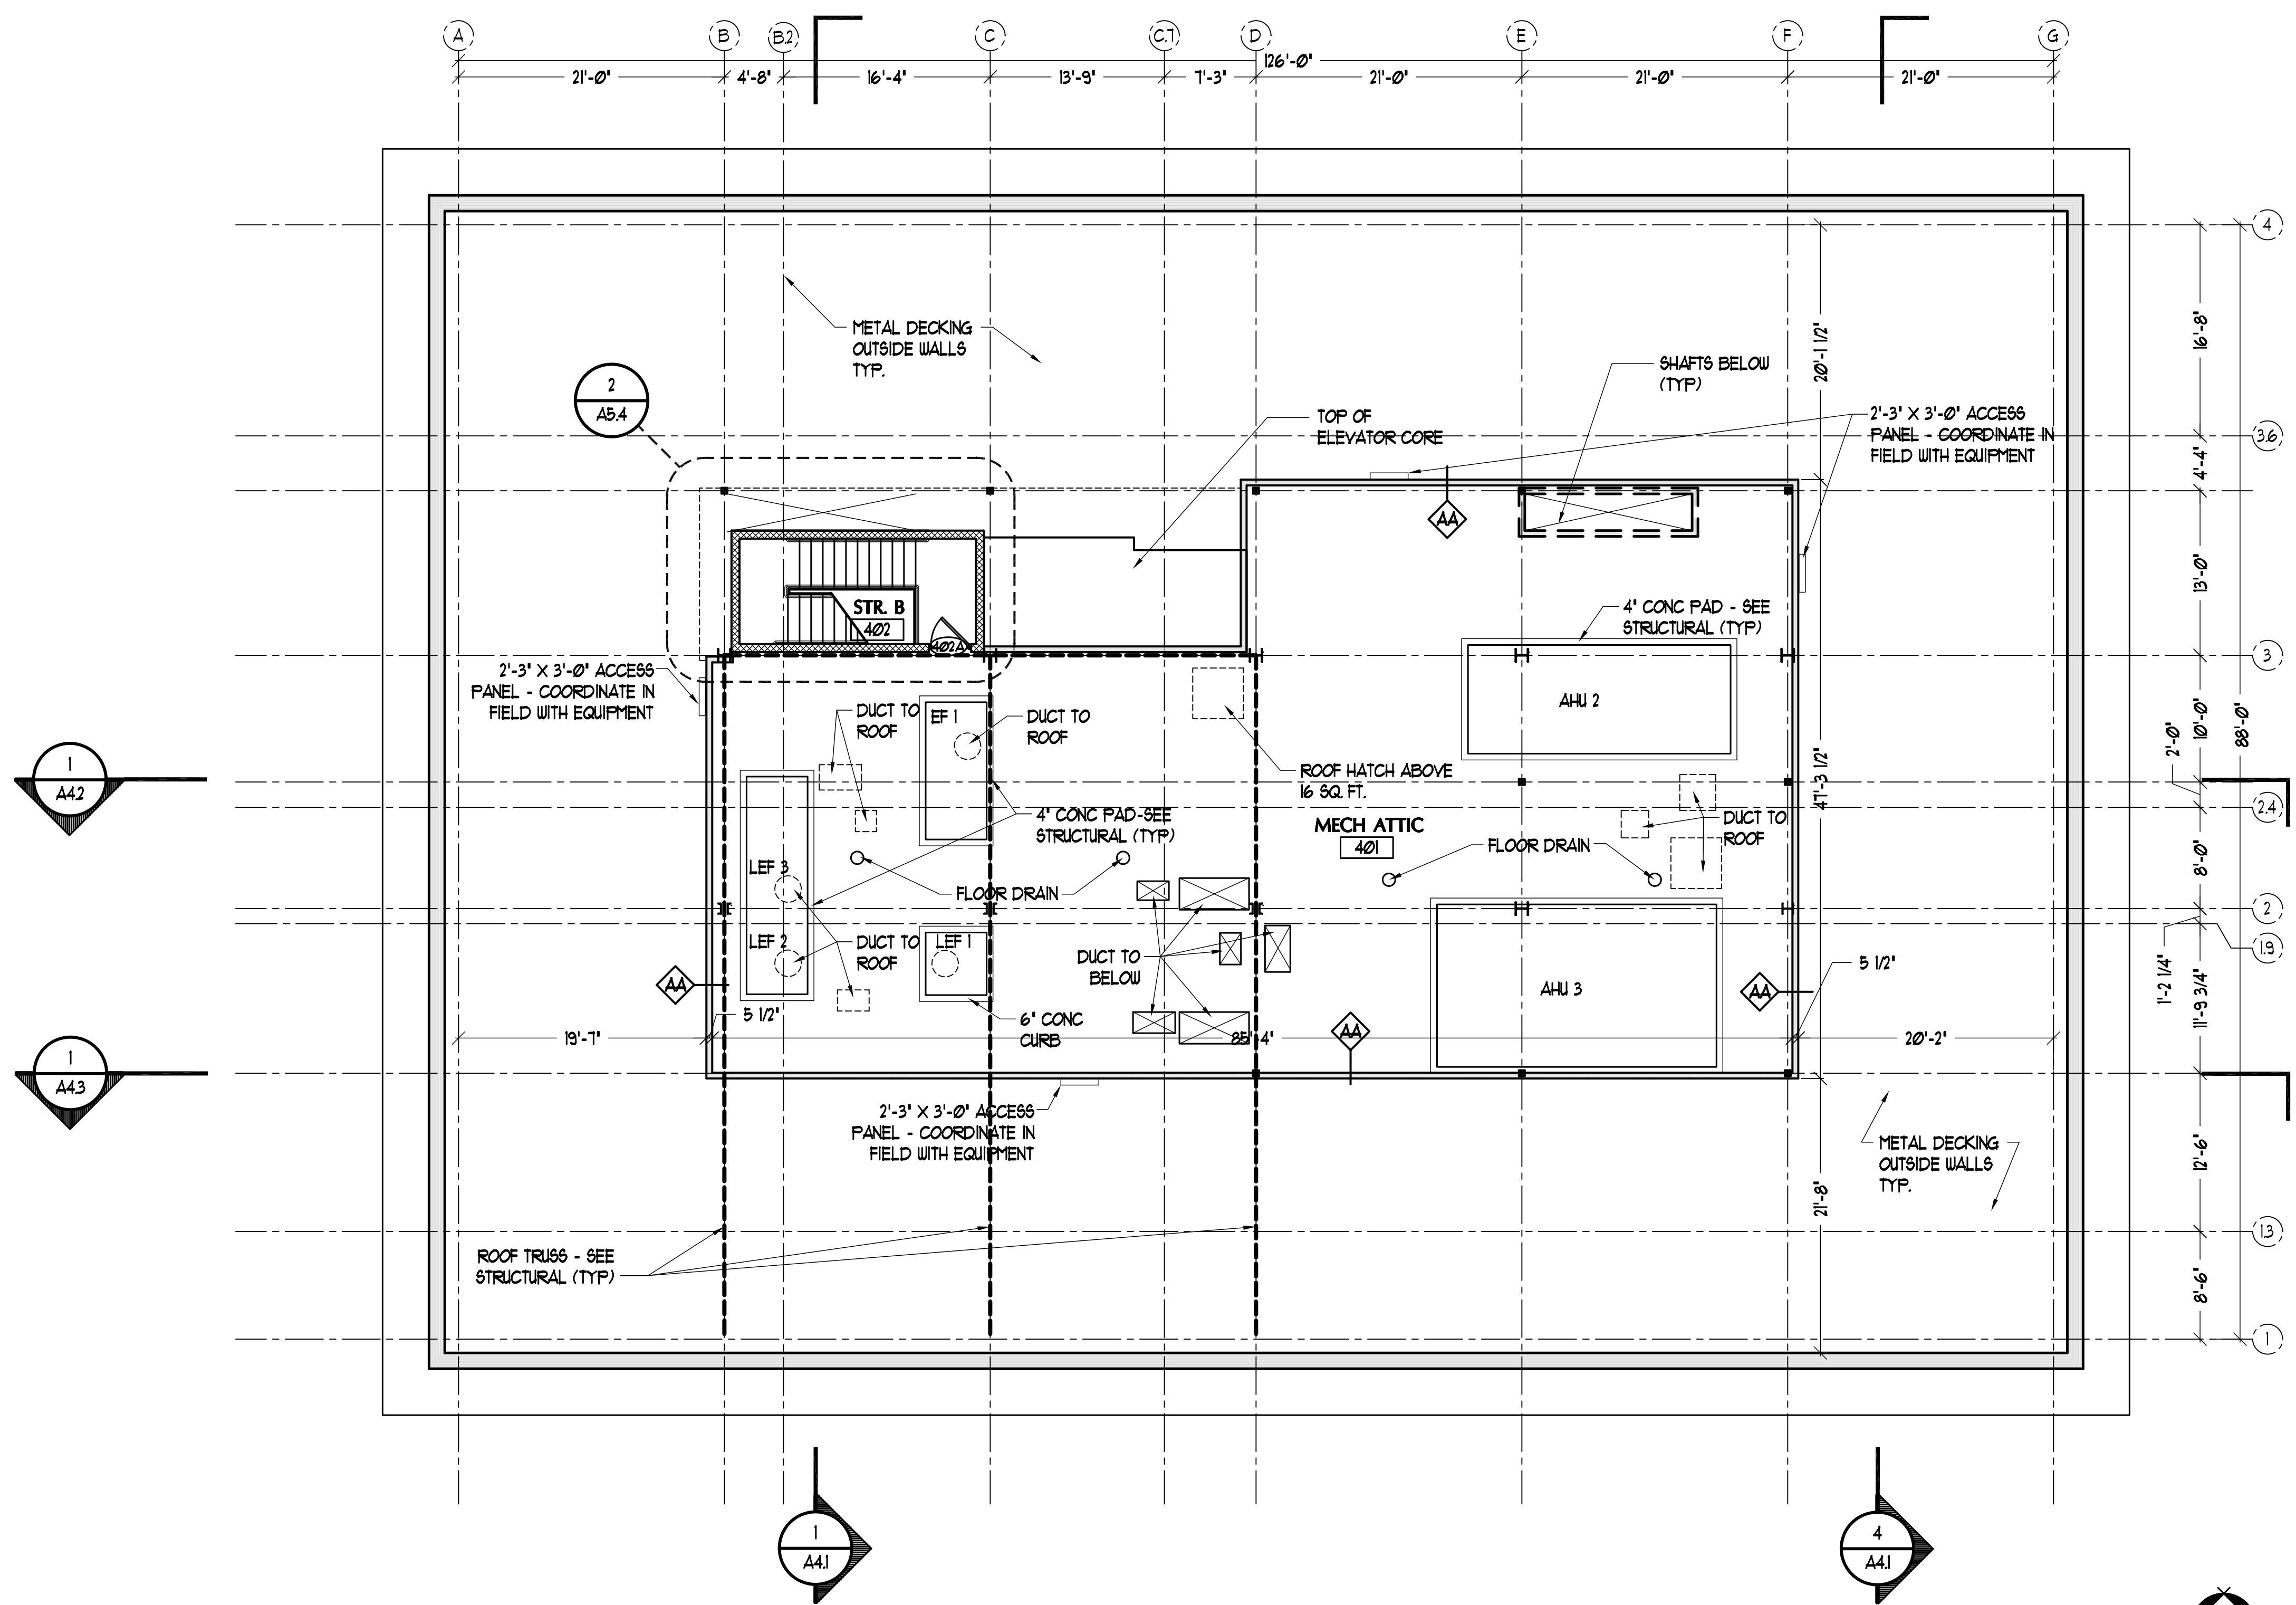 A
B
B.2
C
C.7
D
E
F
G
126'-0"
21'-0"
4'-8"
16'-4"
13'-9"
7'-3"
21'-0"
21'-0"
21'-0"
4
METAL DECKING
OUTSIDE WALLS
TYP.
20'-1 1/2"
16'-8"
SHAFTS BELOW
(TYP)
2
A5.4
TOP OF
ELEVATOR CORE
2'-3" X 3'-0" ACCESS
PANEL - COORDINATE IN
FIELD WITH EQUIPMENT
3.6
4'-4"
AA
13'-0"
STR. B
402
402A
4" CONC PAD - SEE
STRUCTURAL (TYP)
3
2'-3" X 3'-0" ACCESS
PANEL - COORDINATE IN
FIELD WITH EQUIPMENT
DUCT TO
ROOF
EF 1
DUCT TO
ROOF
AHU 2
10'-0"
2'-0"
88'-0"
1
A4.2
ROOF HATCH ABOVE
16 SQ. FT.
47'-3 1/2"
2.4
4" CONC PAD-SEE
STRUCTURAL (TYP)
MECH ATTIC
401
DUCT TO
ROOF
FLOOR DRAIN
8'-0"
LEF 3
FLOOR DRAIN
2
LEF 2
DUCT TO
ROOF
LEF 1
DUCT TO
BELOW
1.9
5 1/2"
1'-2 1/4"
11'-9 3/4"
AA
AHU 3
AA
5 1/2"
6" CONC
CURB
AA
19'-7"
85'-4"
20'-2"
1
A4.3
2'-3" X 3'-0" ACCESS
PANEL - COORDINATE IN
FIELD WITH EQUIPMENT
METAL DECKING
OUTSIDE WALLS
TYP.
12'-6"
21'-8"
1.3
ROOF TRUSS - SEE
STRUCTURAL (TYP)
8'-6"
1
1
A4.1
4
A4.1